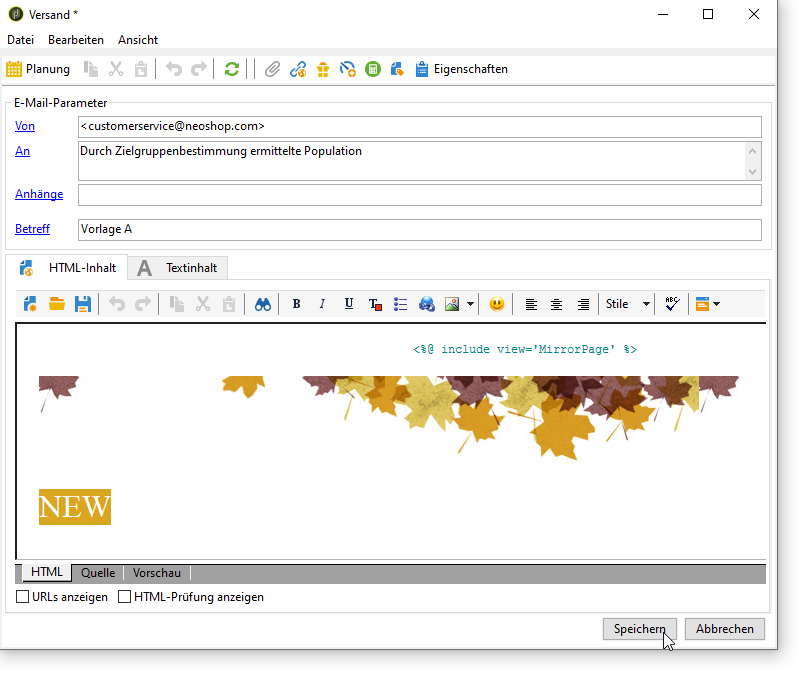 Versand *
Datei Bearbeiten Ansicht
Planung Eigenschaften
E-Mail-Parameter
Von <customerservice@neoshop.com>
An Durch Zielgruppenbestimmung ermittelte Population
Anhänge
Betreff Vorlage A
HTML-Inhalt A Textinhalt
B I U T Stile ABC
<%@ include view='MirrorPage' %>
NEW
HTML Quelle Vorschau
URLs anzeigen HTML-Prüfung anzeigen
Speichern Abbrechen